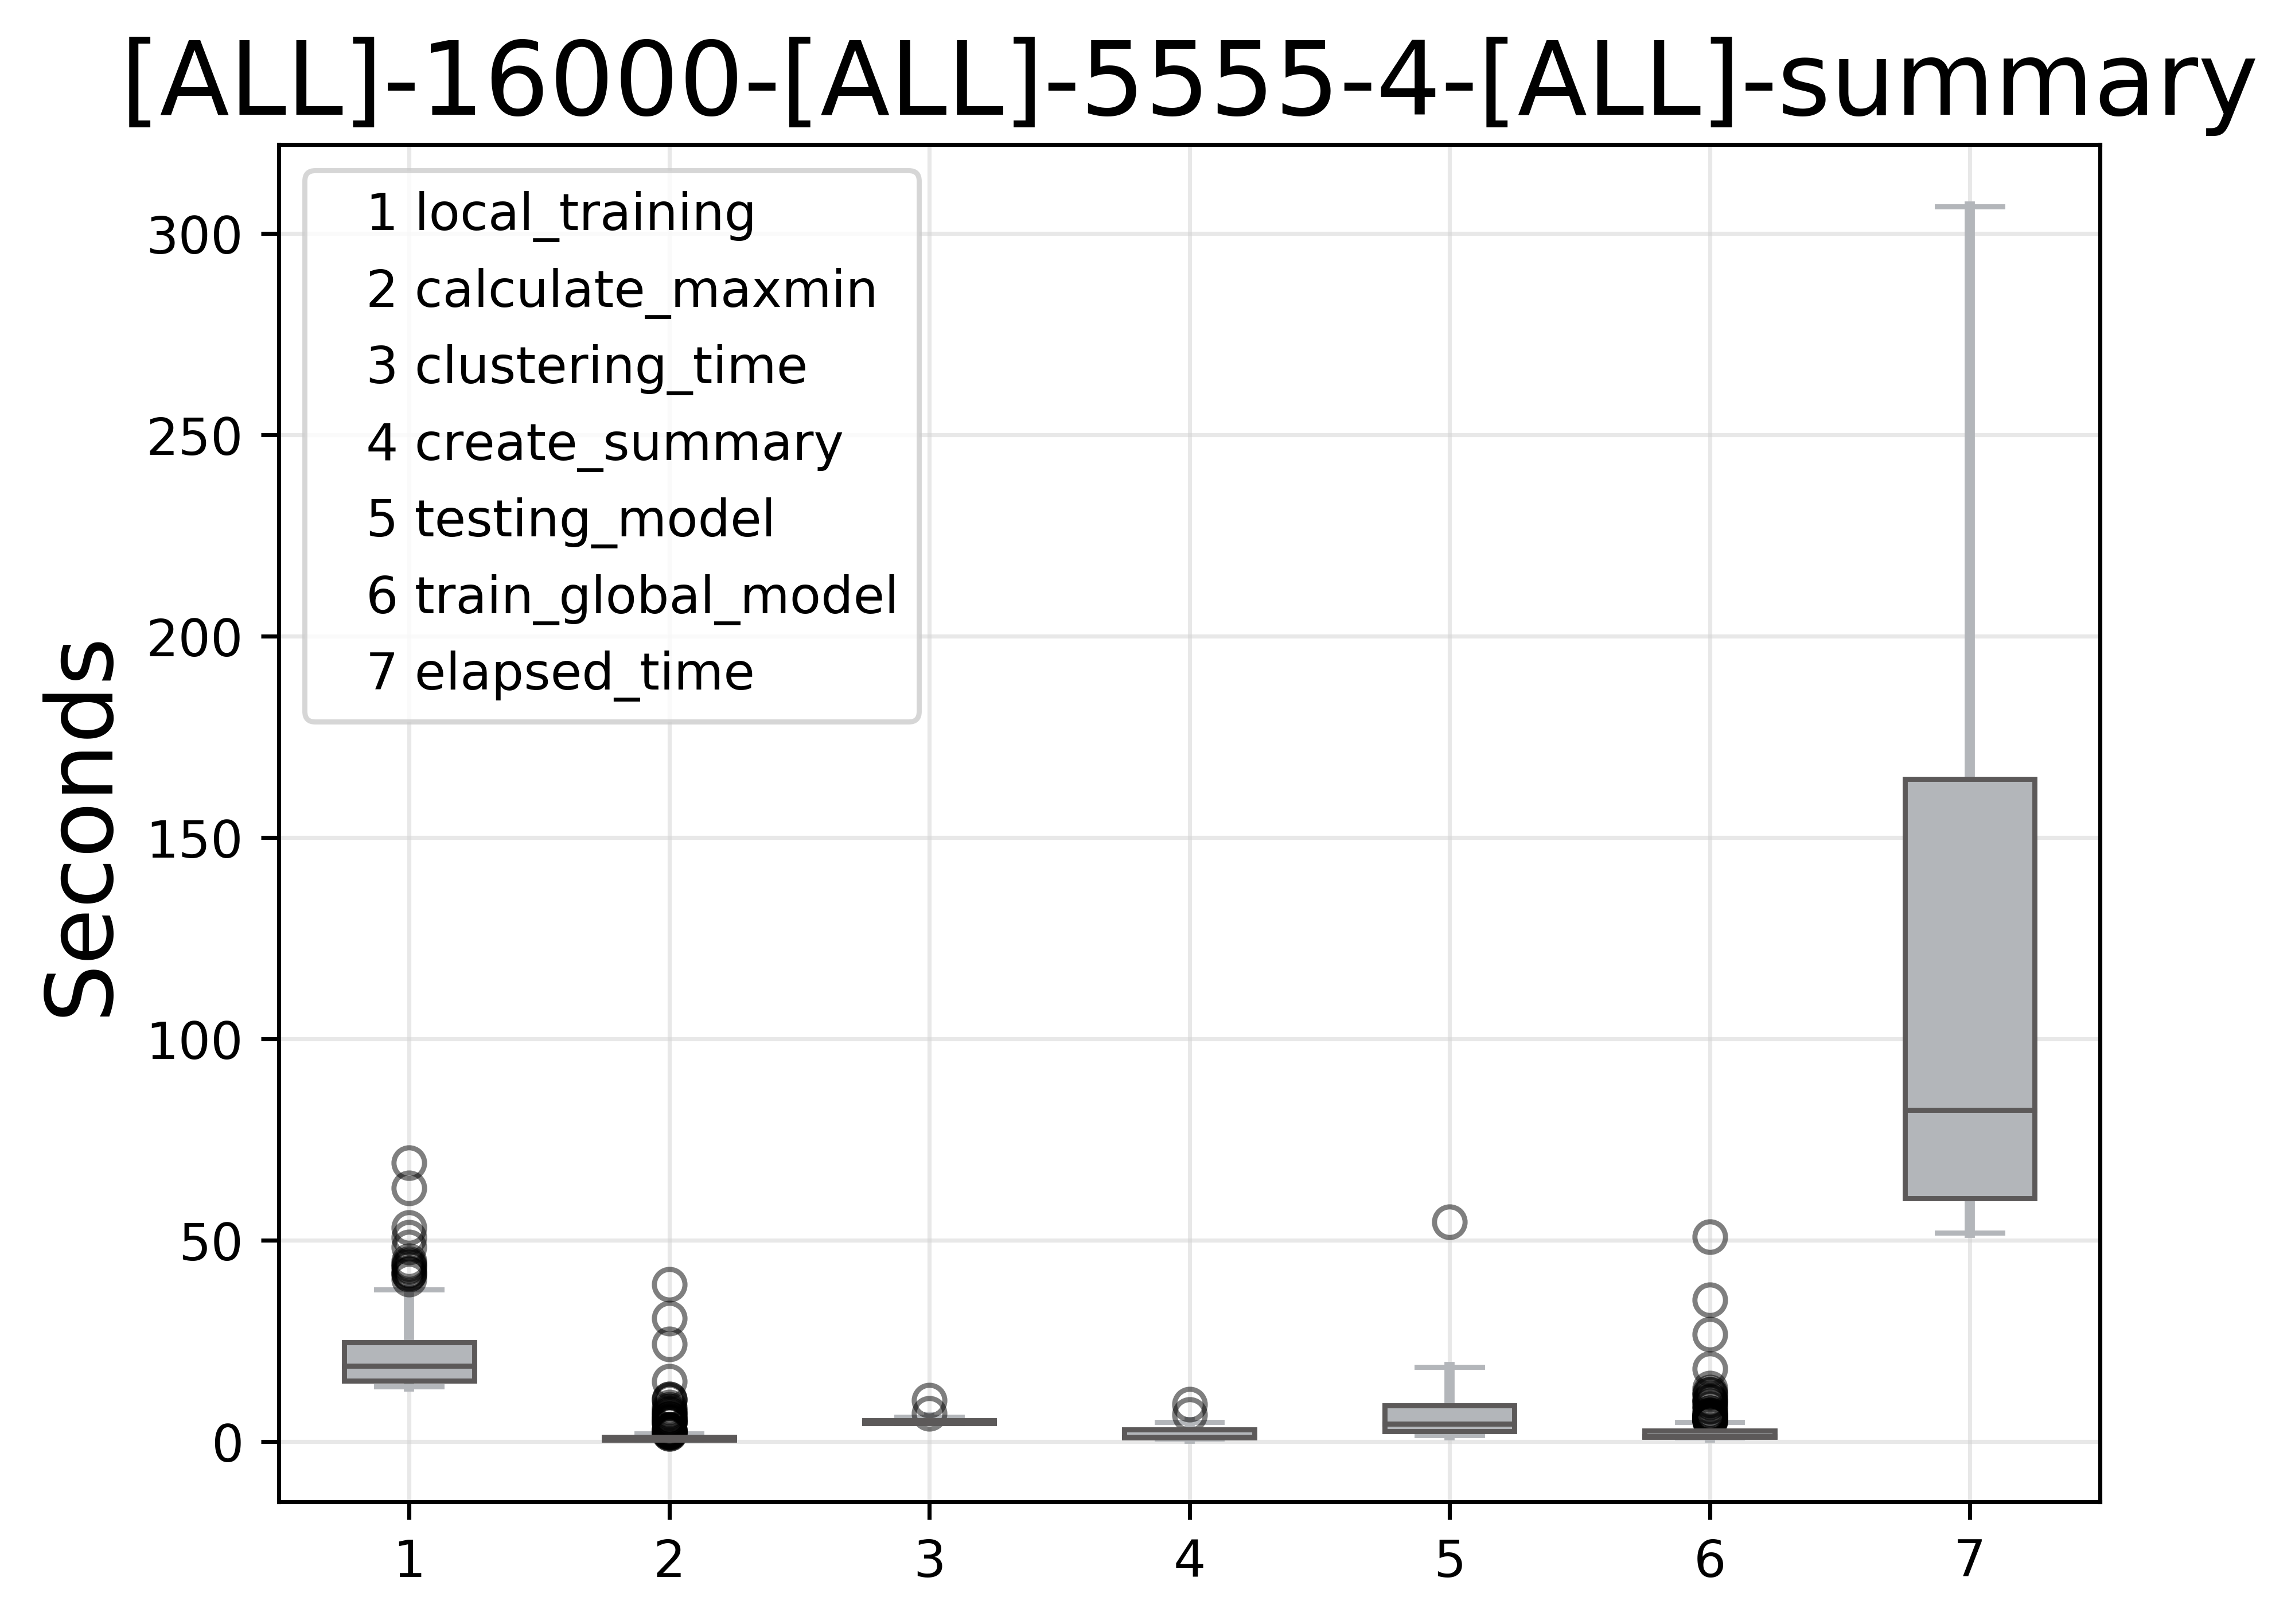 [ALL]-16000-[ALL]-5555-4-[ALL]-summary
1 local_training
2 calculate_maxmin
3 clustering_time
4 create_summary
5 testing_model
6 train_global_model
7 elapsed_time
Seconds
300
250
200
150
100
50
0
1 2 3 4 5 6 7